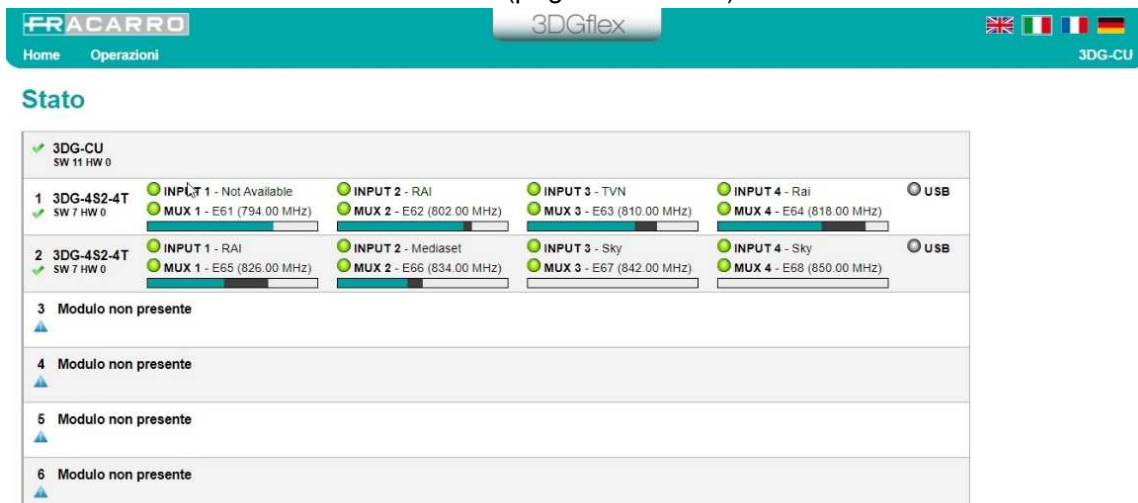 FRACARRO
3DGflex
Home Operazioni
3DG-CU
Stato
3DG-CU
SW 11 HW 0
1 3DG-4S2-4T
SW 7 HW 0
INPUT 1 - Not Available INPUT 2 - RAI INPUT 3 - TVN INPUT 4 - Rai USB
MUX 1 - E61 (794.00 MHz) MUX 2 - E62 (802.00 MHz) MUX 3 - E63 (810.00 MHz) MUX 4 - E64 (818.00 MHz)
2 3DG-4S2-4T
SW 7 HW 0
INPUT 1 - RAI INPUT 2 - Mediaset INPUT 3 - Sky INPUT 4 - Sky USB
MUX 1 - E65 (826.00 MHz) MUX 2 - E66 (834.00 MHz) MUX 3 - E67 (842.00 MHz) MUX 4 - E68 (850.00 MHz)
3 Modulo non presente
4 Modulo non presente
5 Modulo non presente
6 Modulo non presente